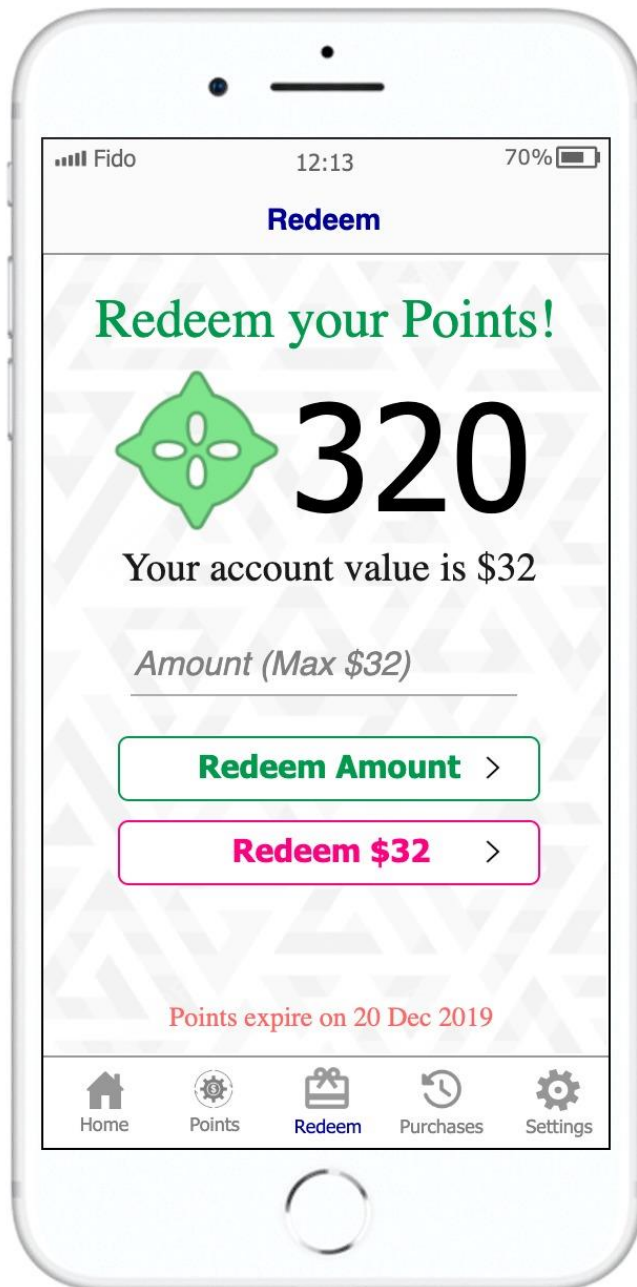 Fido 12:13 70%
Redeem
Redeem your Points!
320
Your account value is $32
Amount (Max $32)
Redeem Amount >
Redeem $32 >
Points expire on 20 Dec 2019
Home Points Redeem Purchases Settings